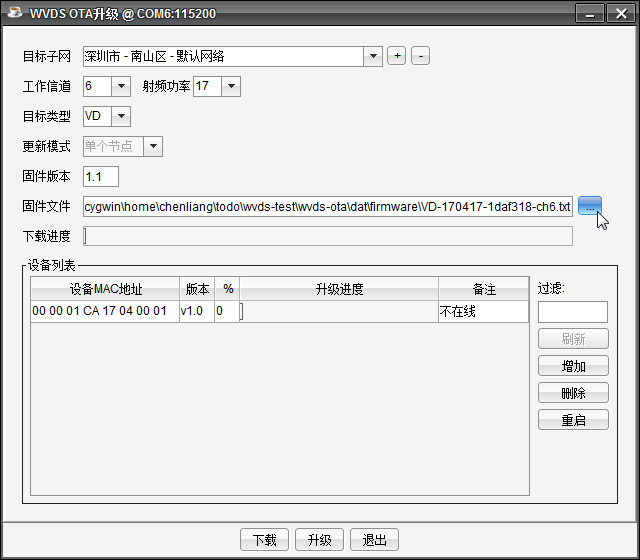 WVDS OTA升级 @ COM6:115200
目标子网 深圳市 - 南山区 - 默认网络 + -
工作信道 6 射频功率 17
目标类型 VD
更新模式 单个节点
固件版本 1.1
固件文件 cygwin\home\chenliang\todo\wvds-test\wvds-ota\dat\firmware\VD-170417-1daf318-ch6.txt ...
下载进度
设备列表
设备MAC地址 版本 % 升级进度 备注
00 00 01 CA 17 04 00 01 v1.0 0 不在线
过滤:
刷新
增加
删除
重启
下载 升级 退出